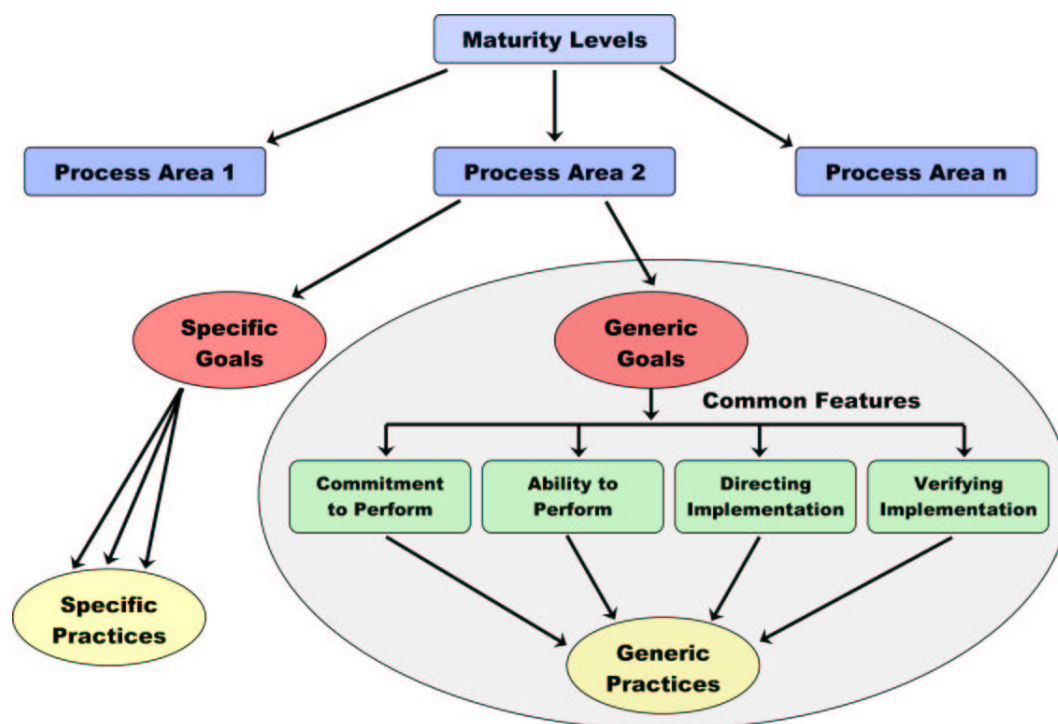 Maturity Levels
Process Area 1
Process Area 2
Process Area n
Specific
Goals
Generic
Goals
Common Features
Commitment
to Perform
Ability to
Perform
Directing
Implementation
Verifying
Implementation
Specific
Practices
Generic
Practices